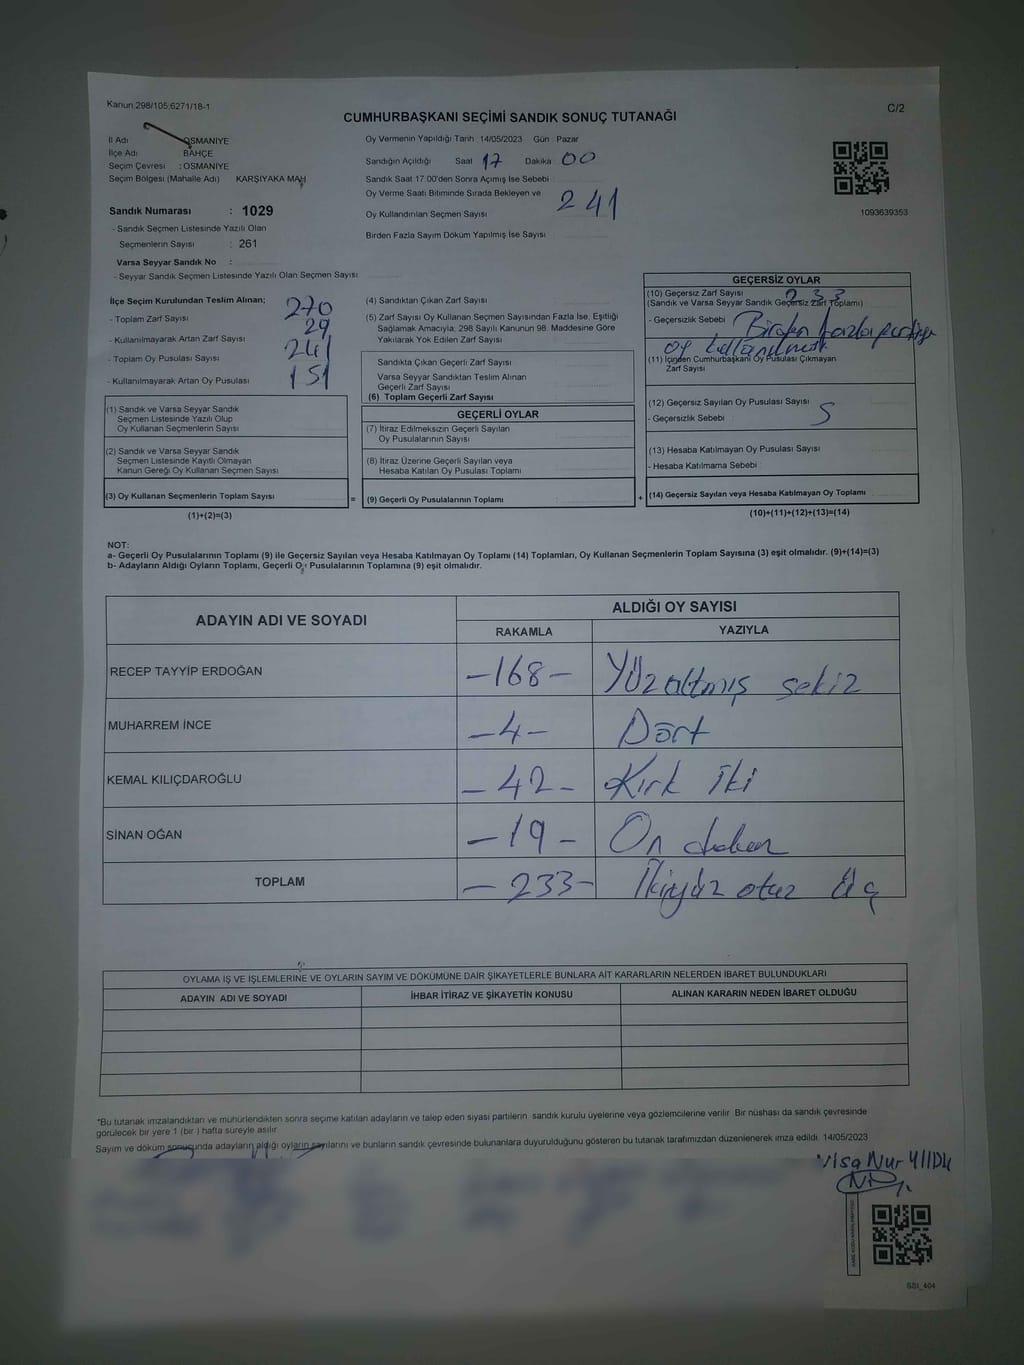 Kanun:298/105;6271/18-1
C/2
CUMHURBAŞKANI SEÇİMİ SANDIK SONUÇ TUTANAĞI
İl Adı : OSMANİYE
İlçe Adı : BAHÇE
Seçim Çevresi : OSMANİYE
Seçim Bölgesi (Mahalle Adı) KARŞIYAKA MAH
Sandık Numarası : 1029
- Sandık Seçmen Listesinde Yazılı Olan
Seçmenlerin Sayısı : 261
Varsa Seyyar Sandık No :
- Seyyar Sandık Seçmen Listesinde Yazılı Olan Seçmen Sayısı
Oy Vermenin Yapıldığı Tarih 14/05/2023 Gün : Pazar
Sandığın Açıldığı Saat 17 Dakika 00
Sandık Saat 17:00'den Sonra Açımış İse Sebebi
Oy Verme Saati Bitiminde Sırada Bekleyen ve
Oy Kullandırılan Seçmen Sayısı 241
Birden Fazla Sayım Döküm Yapılmış İse Sayısı
1093639353
İlçe Seçim Kurulundan Teslim Alınan;
- Toplam Zarf Sayısı 270
- Kullanılmayarak Artan Zarf Sayısı 29
- Toplam Oy Pusulası Sayısı 241
- Kullanılmayarak Artan Oy Pusulası 151
(1) Sandık ve Varsa Seyyar Sandık
Seçmen Listesinde Yazılı Olup
Oy Kullanan Seçmenlerin Sayısı
(2) Sandık ve Varsa Seyyar Sandık
Seçmen Listesinde Kayıtlı Olmayan
Kanun Gereği Oy Kullanan Seçmen Sayısı
(3) Oy Kullanan Seçmenlerin Toplam Sayısı
(1)+(2)=(3)
=
(4) Sandıktan Çıkan Zarf Sayısı
(5) Zarf Sayısı Oy Kullanan Seçmen Sayısından Fazla İse, Eşitliği
Sağlamak Amacıyla, 298 Sayılı Kanunun 98. Maddesine Göre
Yakılarak Yok Edilen Zarf Sayısı
Sandıkta Çıkan Geçerli Zarf Sayısı
Varsa Seyyar Sandıktan Teslim Alınan
Geçerli Zarf Sayısı
(6) Toplam Geçerli Zarf Sayısı
GEÇERLİ OYLAR
(7) İtiraz Edilmeksizin Geçerli Sayılan
Oy Pusulalarının Sayısı
(8) İtiraz Üzerine Geçerli Sayılan veya
Hesaba Katılan Oy Pusulası Toplamı
(9) Geçerli Oy Pusulalarının Toplamı
+
GEÇERSİZ OYLAR
(10) Geçersiz Zarf Sayısı 233
(Sandık ve Varsa Seyyar Sandık Geçersiz Zarf Toplamı)
- Geçersizlik Sebebi : Birden fazla partiye
oy kullanılmak
(11) İçinden Cumhurbaşkanı Oy Pusulası Çıkmayan
Zarf Sayısı
(12) Geçersiz Sayılan Oy Pusulası Sayısı
- Geçersizlik Sebebi :
(13) Hesaba Katılmayan Oy Pusulası Sayısı
- Hesaba Katılmama Sebebi :
(14) Geçersiz Sayılan veya Hesaba Katılmayan Oy Toplamı
(10)+(11)+(12)+(13)=(14)
NOT:
a- Geçerli Oy Pusulalarının Toplamı (9) ile Geçersiz Sayılan veya Hesaba Katılmayan Oy Toplamı (14) Toplamları, Oy Kullanan Seçmenlerin Toplam Sayısına (3) eşit olmalıdır. (9)+(14)=(3)
b- Adayların Aldığı Oyların Toplamı, Geçerli Oy Pusulalarının Toplamına (9) eşit olmalıdır.
ADAYIN ADI VE SOYADI
ALDIĞI OY SAYISI
RAKAMLA YAZIYLA
RECEP TAYYİP ERDOĞAN -168- Yüzaltmış sekiz
MUHARREM İNCE -4- Dört
KEMAL KILIÇDAROĞLU -42- Kırk İki
SİNAN OĞAN -19- On dokuz
TOPLAM -233- İkiyüz otuz üç
OYLAMA İŞ VE İŞLEMLERİNE VE OYLARIN SAYIM VE DÖKÜMÜNE DAİR ŞİKAYETLERLE BUNLARA AİT KARARLARIN NELERDEN İBARET BULUNDUKLARI
ADAYIN ADI VE SOYADI İHBAR İTİRAZ VE ŞİKAYETİN KONUSU ALINAN KARARIN NEDEN İBARET OLDUĞU
*Bu tutanak imzalandıktan ve mühürlendikten sonra seçime katılan adayların ve talep eden siyasi partilerin sandık kurulu üyelerine veya gözlemcilerine verilir. Bir nüshası da sandık çevresinde
görülecek bir yere 1 (bir ) hafta süreyle asılır.
Sayım ve döküm sonucunda adayların aldığı oyların sayılarını ve bunların sandık çevresinde bulunanlara duyurulduğunu gösteren bu tutanak tarafımızdan düzenlenerek imza edildi. 14/05/2023
Nur
SSI_404